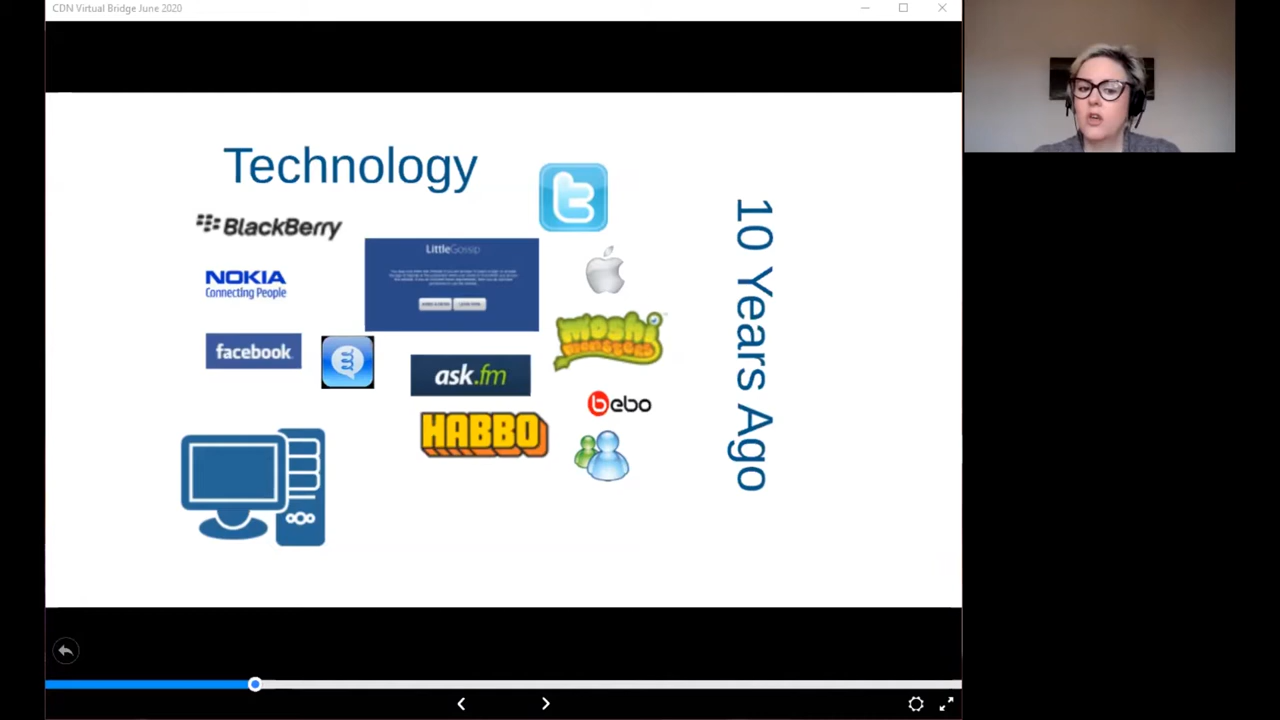 CDN Virtual Bridge June 2020
Technology
BlackBerry
NOKIA
Connecting People
LittleGossip
facebook
ask.fm
moshi
monsters
bebo
HABBO
10 Years Ago